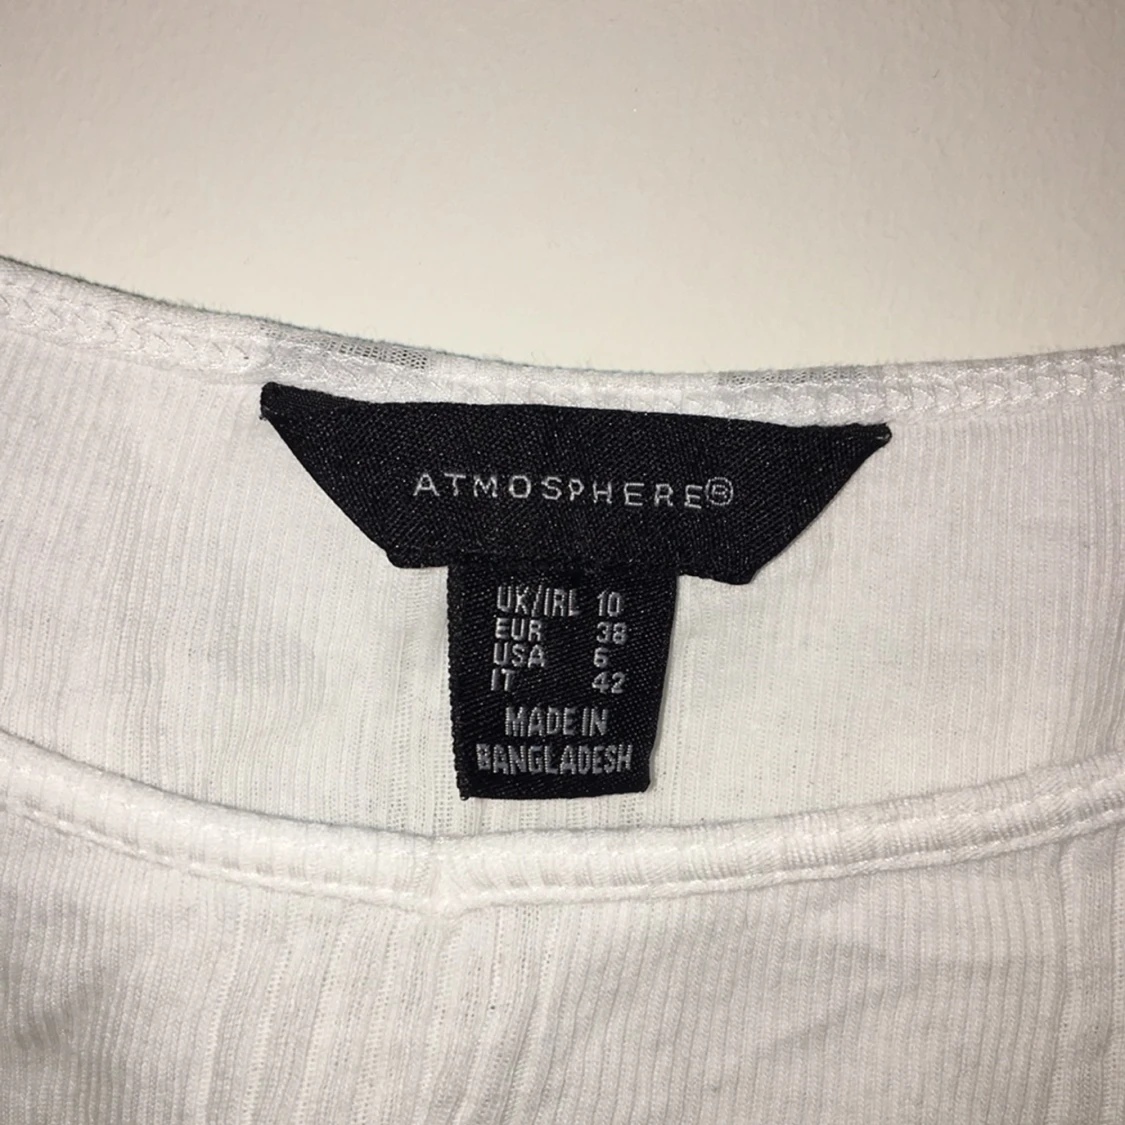 ATMOSPHERE®
UK/IRL 10
EUR 38
USA 6
IT 42
MADE IN
BANGLADESH